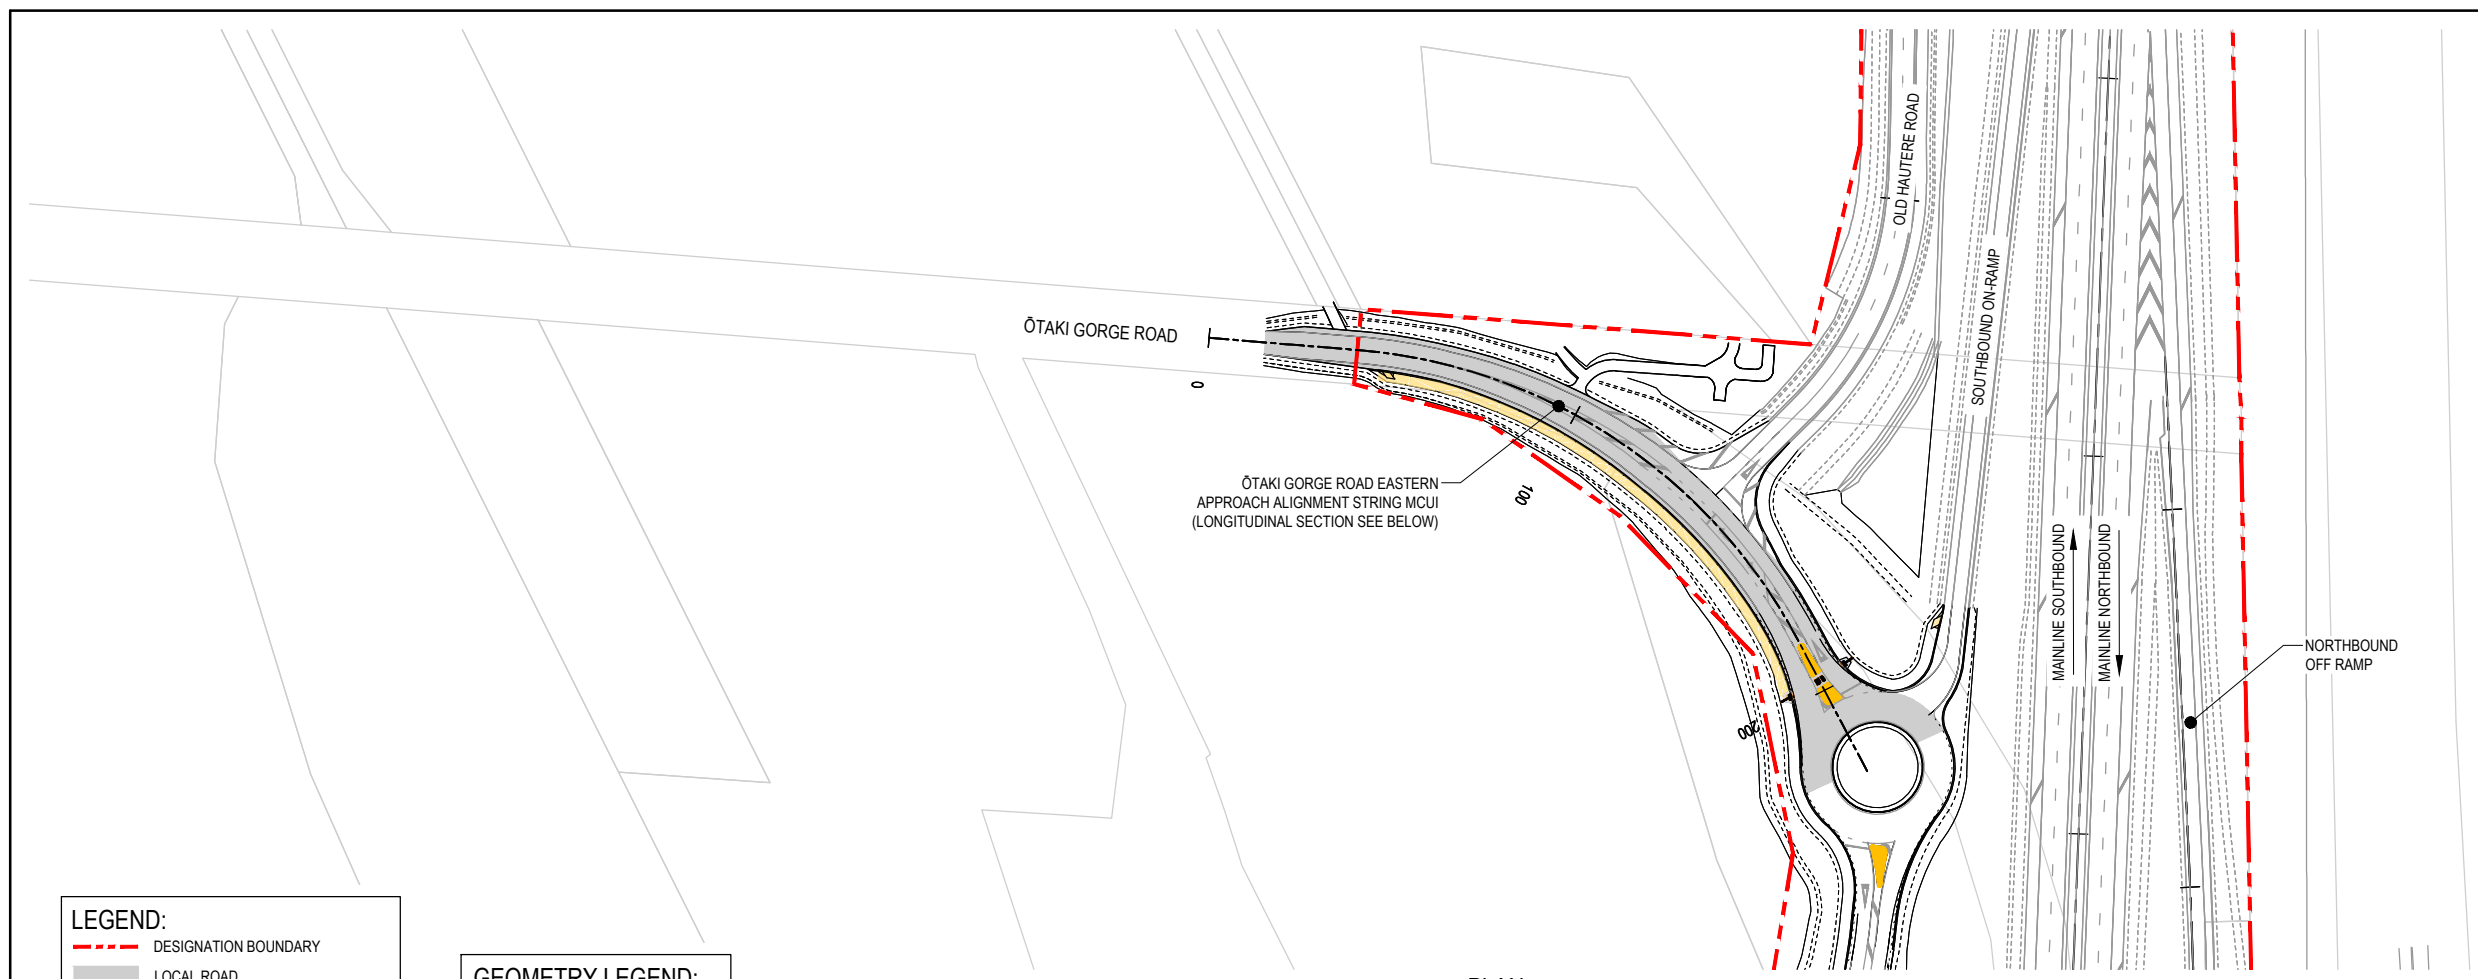 OLD HAUTERE ROAD
SOUTHBOUND ON-RAMP
ŌTAKI GORGE ROAD
0
ŌTAKI GORGE ROAD EASTERN
APPROACH ALIGNMENT STRING MCUI
(LONGITUDINAL SECTION SEE BELOW)
100
MAINLINE SOUTHBOUND
MAINLINE NORTHBOUND
NORTHBOUND
OFF RAMP
200
LEGEND:
DESIGNATION BOUNDARY
LOCAL ROAD
GEOMETRY LEGEND:
PLAN